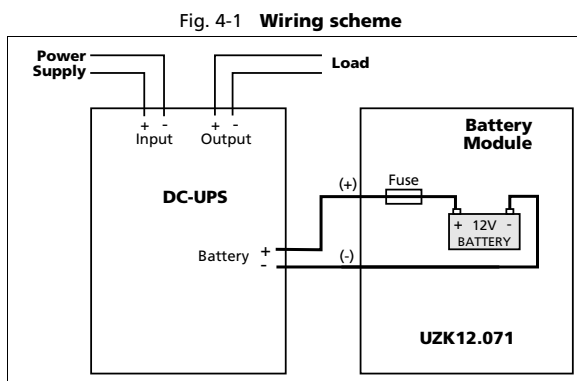 Fig. 4-1 Wiring scheme
Power
Supply
Load
+ -
Input
+ -
Output
Battery
Module
DC-UPS
(+)
Fuse
+ 12V -
BATTERY
Battery
+
-
(-)
UZK12.071